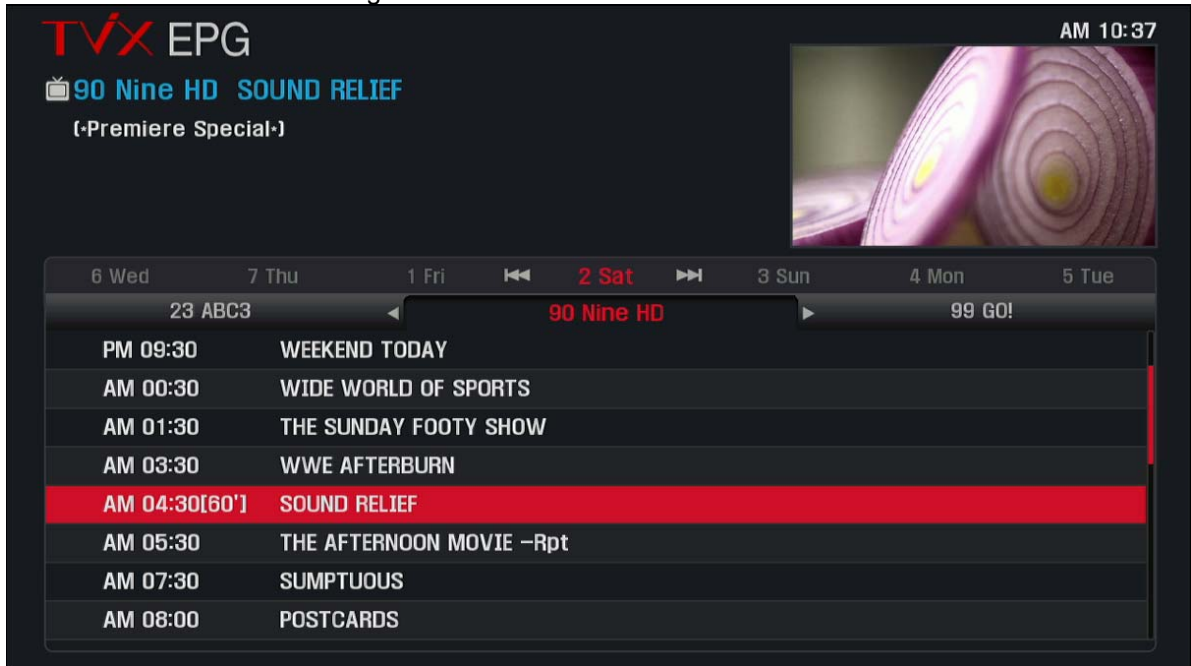 TViX EPG
AM 10:37
90 Nine HD SOUND RELIEF
(*Premiere Special*)
6 Wed 7 Thu 1 Fri 2 Sat 3 Sun 4 Mon 5 Tue
23 ABC3 90 Nine HD 99 GO!
PM 09:30 WEEKEND TODAY
AM 00:30 WIDE WORLD OF SPORTS
AM 01:30 THE SUNDAY FOOTY SHOW
AM 03:30 WWE AFTERBURN
AM 04:30[60'] SOUND RELIEF
AM 05:30 THE AFTERNOON MOVIE -Rpt
AM 07:30 SUMPTUOUS
AM 08:00 POSTCARDS